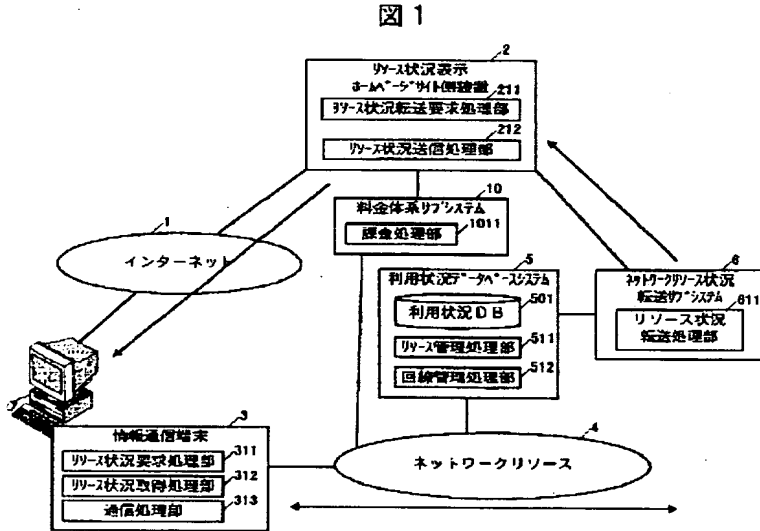 図1
2
リソース状況表示
ホームページサイト側装置
211
リソース状況転送要求処理部
212
リソース状況送信処理部
10
料金体系サブシステム
1011
課金処理部
1
インターネット
5
利用状況データベースシステム
利用状況DB
501
リソース管理処理部
511
回線管理処理部
512
6
ネットワークリソース状況
転送サブシステム
611
リソース状況
転送処理部
3
情報通信端末
リソース状況要求処理部
311
リソース状況取得処理部
312
通信処理部
313
4
ネットワークリソース